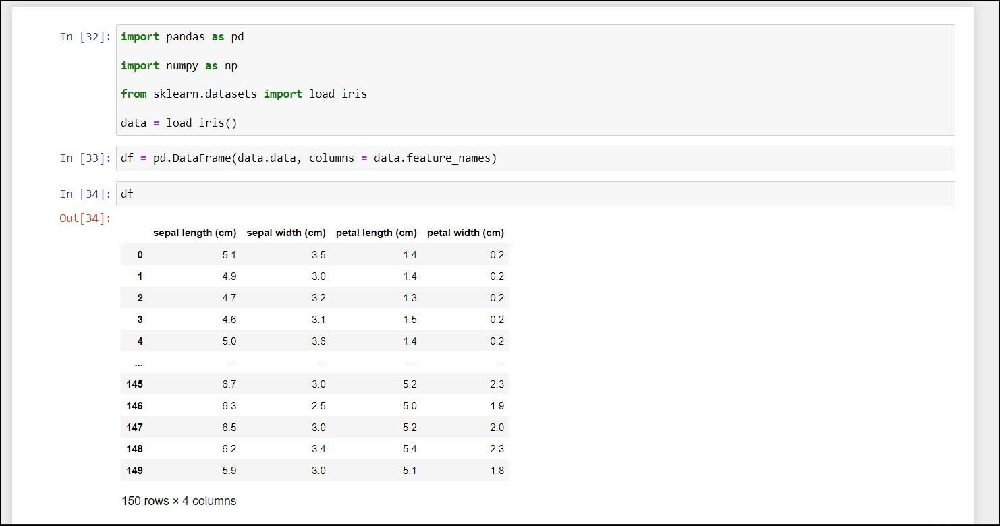 In [32]: import pandas as pd
import numpy as np
from sklearn.datasets import load_iris
data = load_iris()
In [33]: df = pd.DataFrame(data.data, columns = data.feature_names)
In [34]: df
Out[34]:
sepal length (cm) sepal width (cm) petal length (cm) petal width (cm)
0 5.1 3.5 1.4 0.2
1 4.9 3.0 1.4 0.2
2 4.7 3.2 1.3 0.2
3 4.6 3.1 1.5 0.2
4 5.0 3.6 1.4 0.2
... ... ... ... ...
145 6.7 3.0 5.2 2.3
146 6.3 2.5 5.0 1.9
147 6.5 3.0 5.2 2.0
148 6.2 3.4 5.4 2.3
149 5.9 3.0 5.1 1.8
150 rows × 4 columns